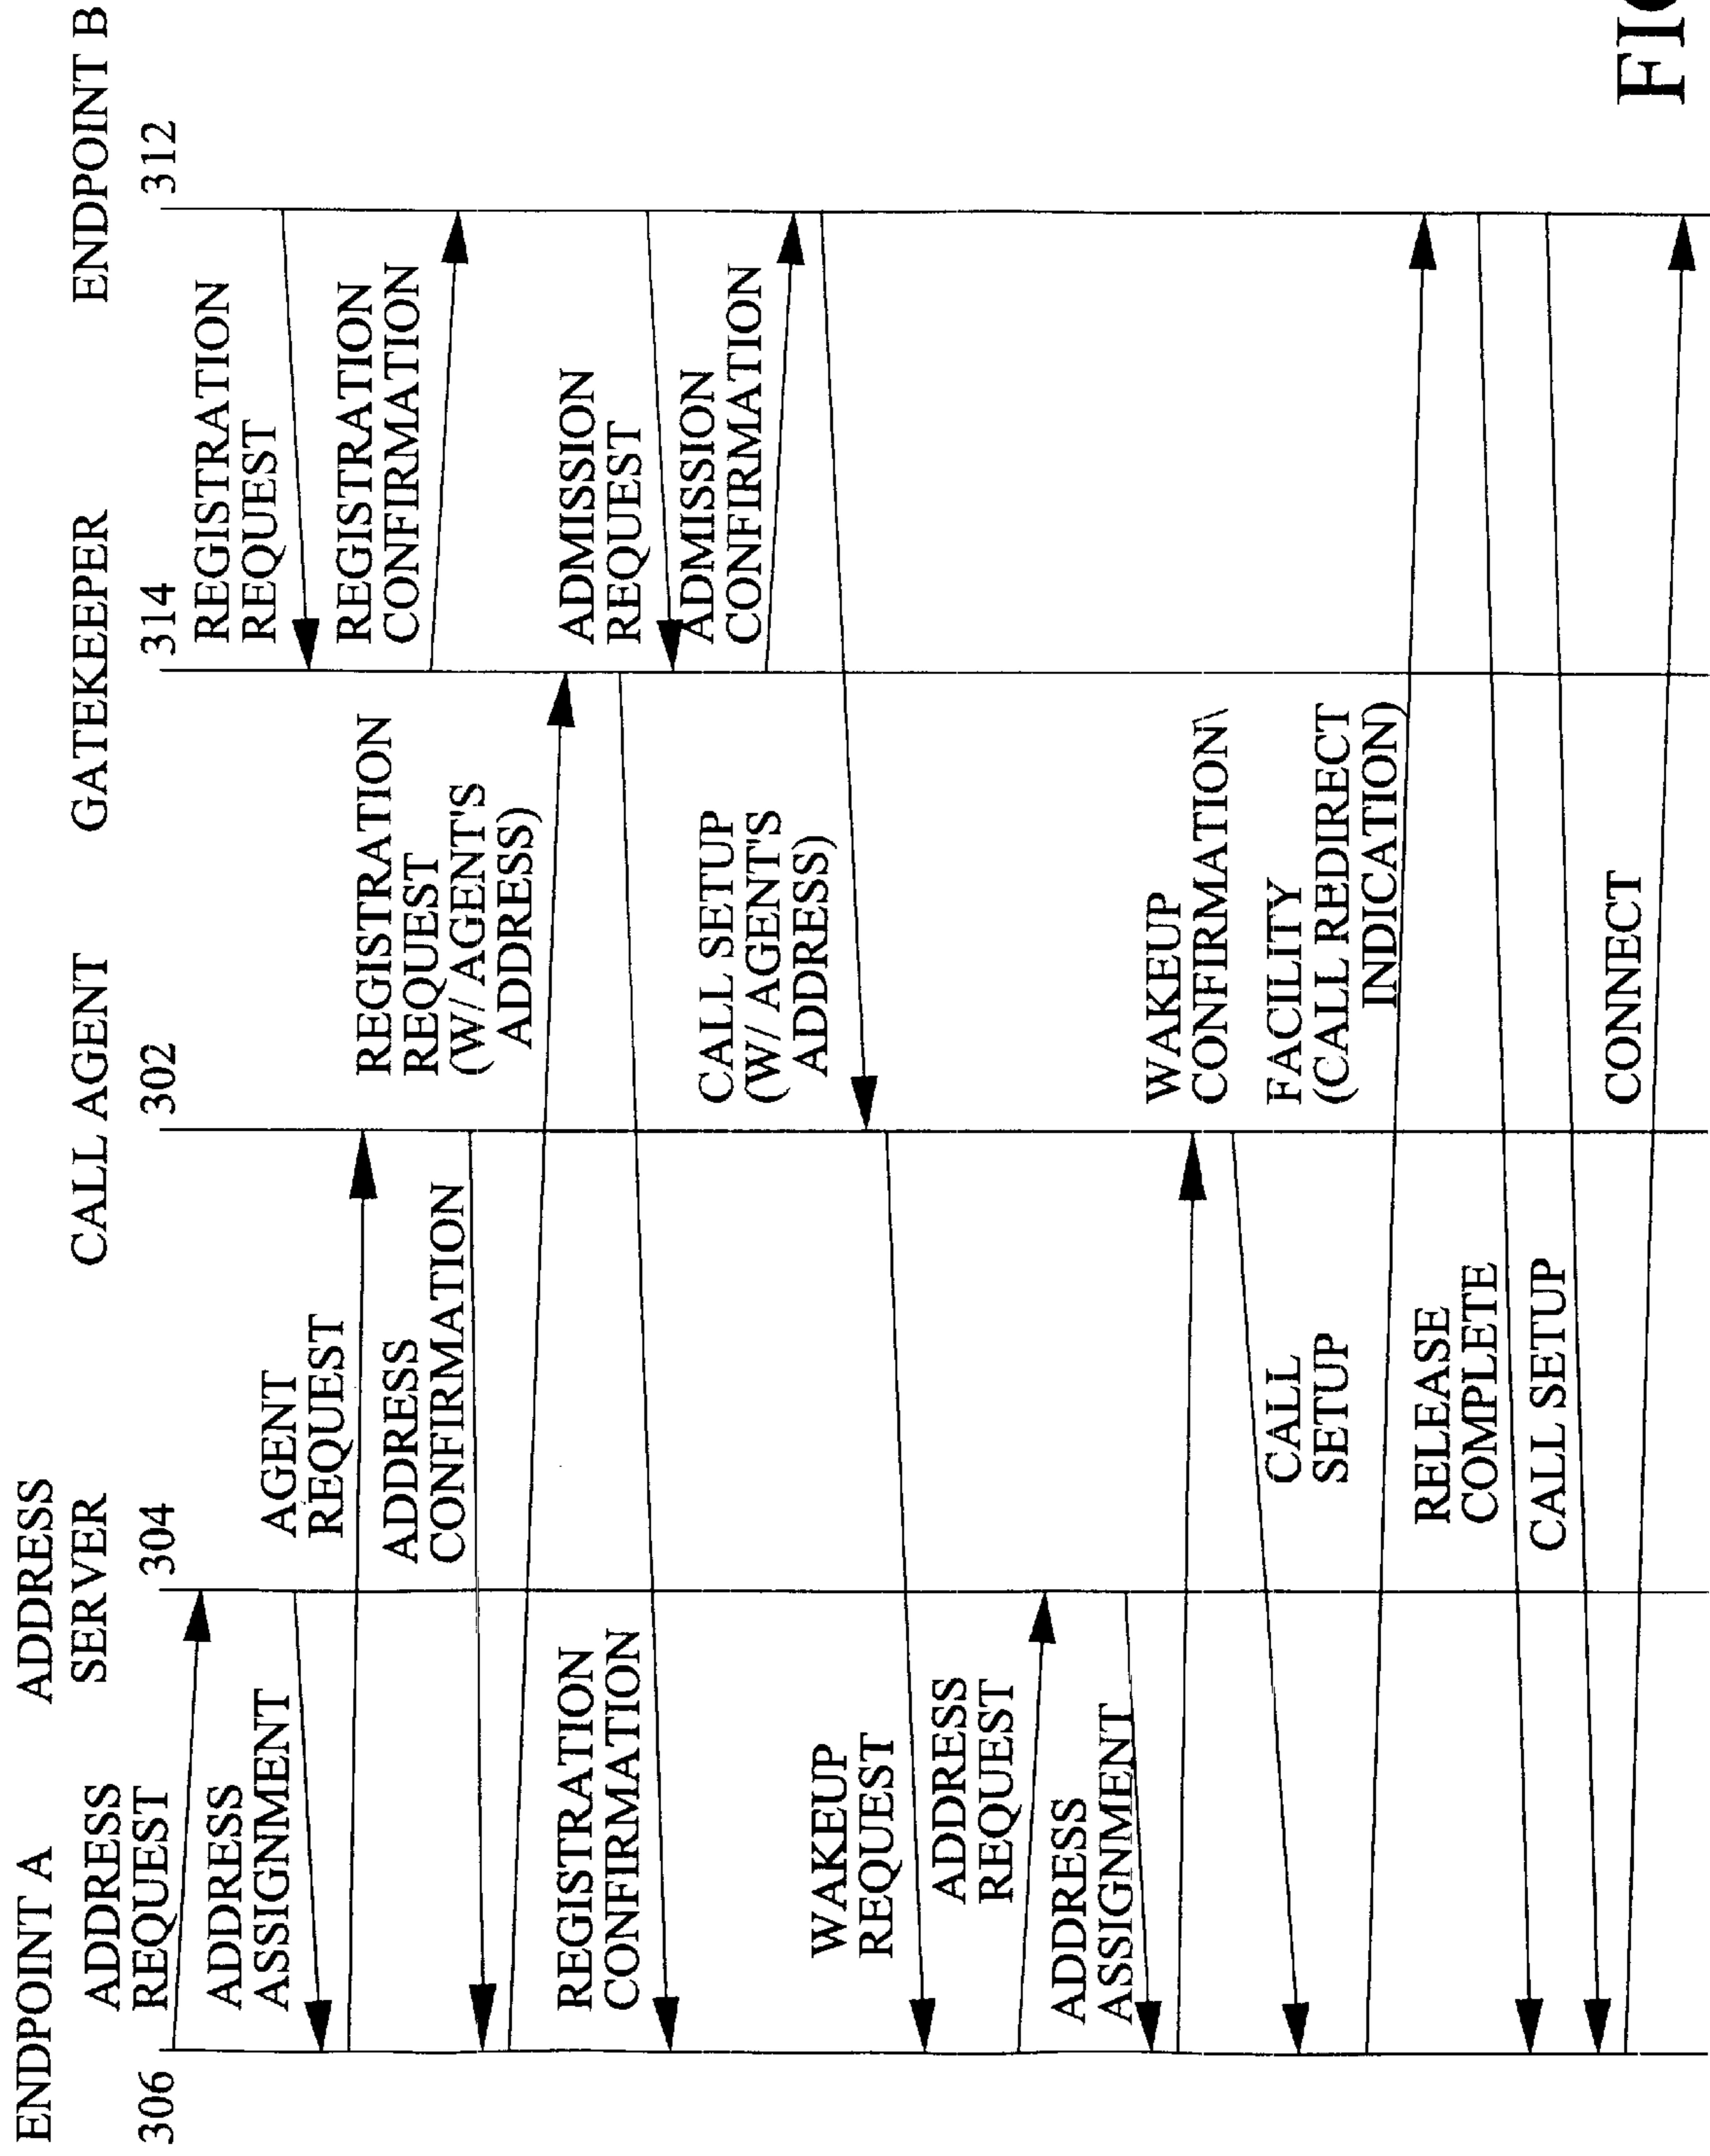 ENDPOINT A
ADDRESS
SERVER
CALL AGENT
GATEKEEPER
ENDPOINT B
306
304
302
314
312
ADDRESS
REQUEST
REGISTRATION
REQUEST
ADDRESS
ASSIGNMENT
AGENT
REQUEST
REGISTRATION
CONFIRMATION
ADDRESS
CONFIRMATION
REGISTRATION
REQUEST
(W/ AGENT'S
ADDRESS)
REGISTRATION
CONFIRMATION
ADMISSION
REQUEST
ADMISSION
CONFIRMATION
CALL SETUP
(W/ AGENT'S
ADDRESS)
WAKEUP
REQUEST
ADDRESS
REQUEST
ADDRESS
ASSIGNMENT
WAKEUP
CONFIRMATION\
CALL
SETUP
FACILITY
(CALL REDIRECT
INDICATION)
RELEASE
COMPLETE
CALL SETUP
CONNECT